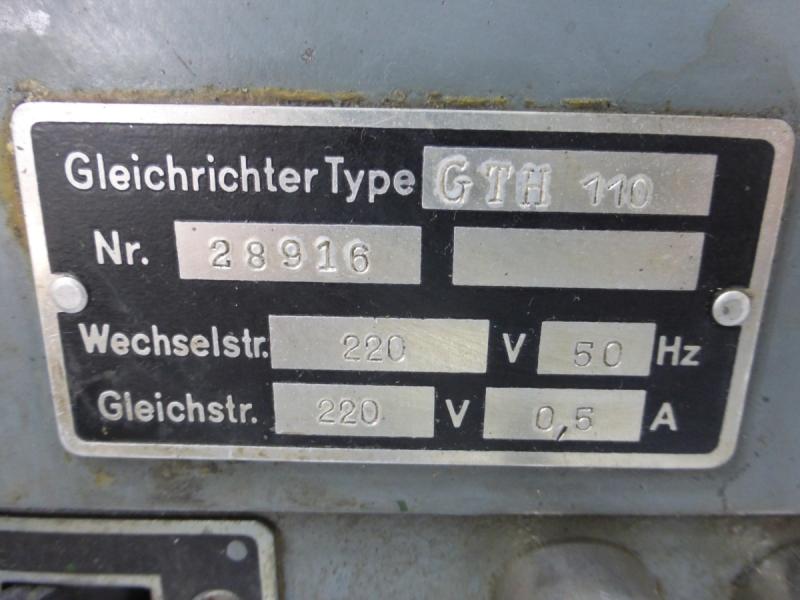 Gleichrichter Type GTH 110
Nr. 28916
Wechselstr. 220 V 50 Hz
Gleichstr. 220 V 0,5 A